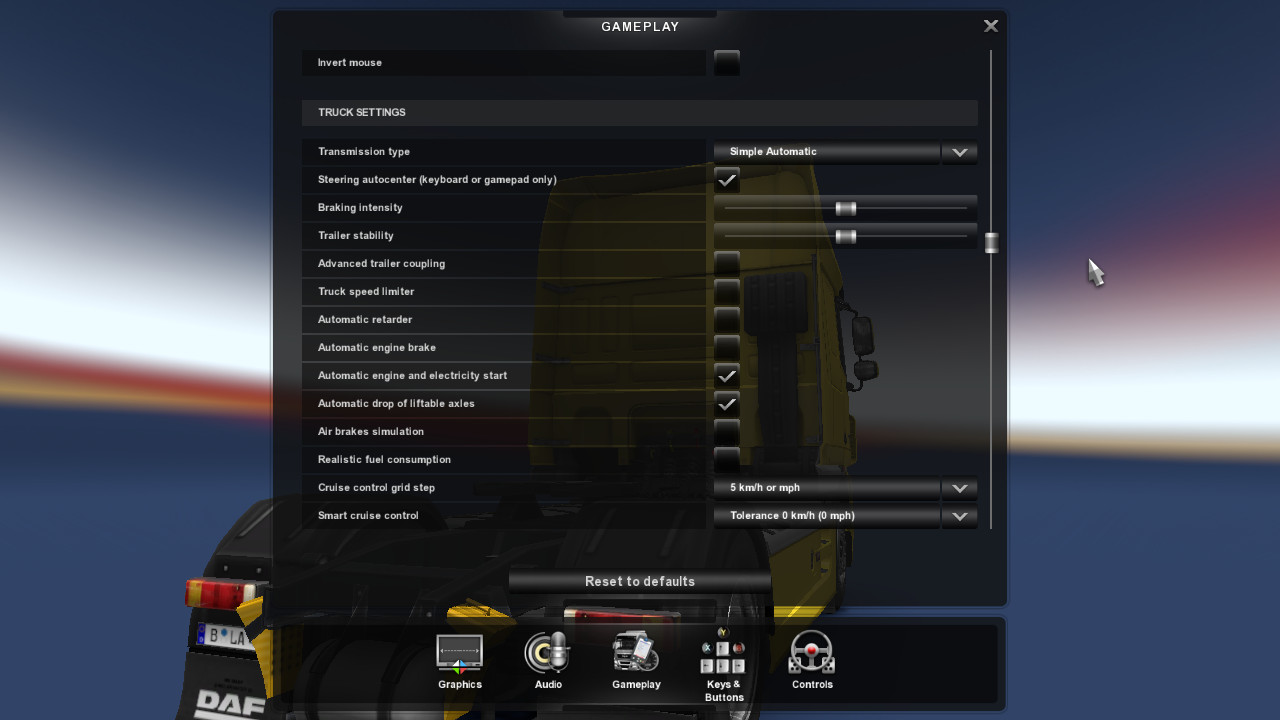 GAMEPLAY
Invert mouse
TRUCK SETTINGS
Transmission type
Simple Automatic
Steering autocenter (keyboard or gamepad only)
Braking intensity
Trailer stability
Advanced trailer coupling
Truck speed limiter
Automatic retarder
Automatic engine brake
Automatic engine and electricity start
Automatic drop of liftable axles
Air brakes simulation
Realistic fuel consumption
Cruise control grid step
5 km/h or mph
Smart cruise control
Tolerance 0 km/h (0 mph)
Reset to defaults
B LA
DAF
Graphics
Audio
Gameplay
Keys &
Buttons
Controls